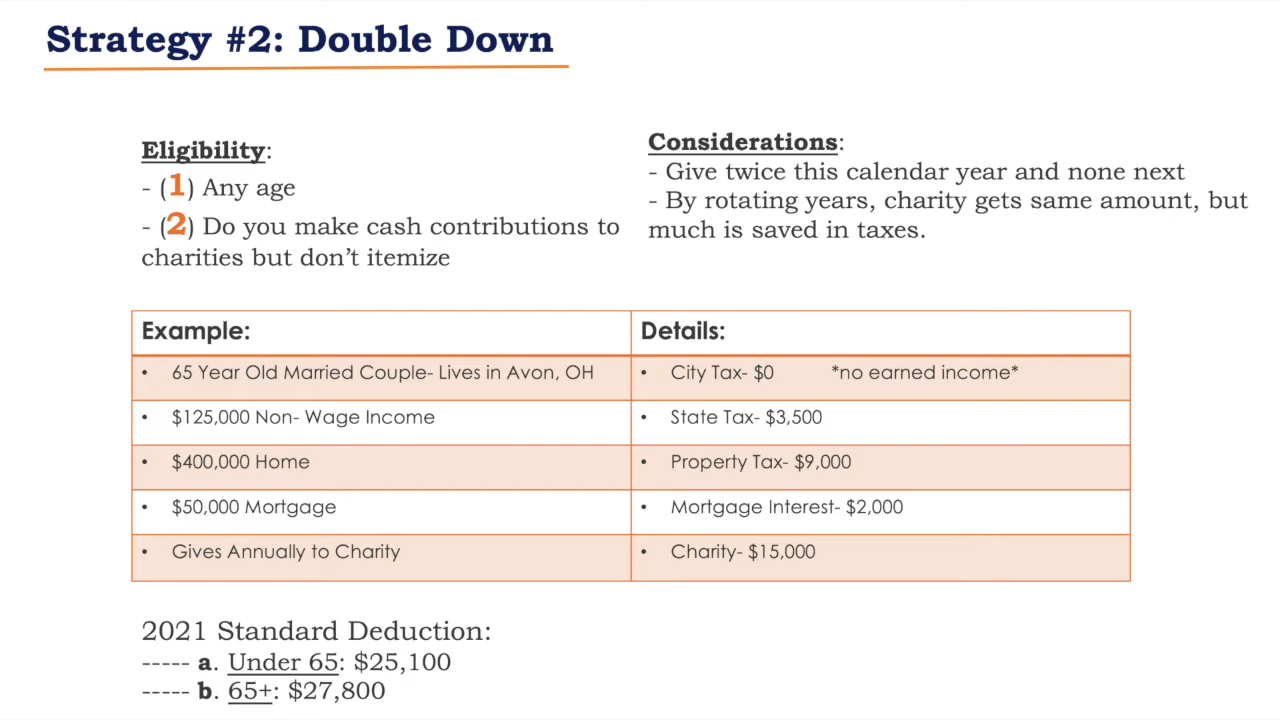 Strategy #2: Double Down
Eligibility:
- (1) Any age
- (2) Do you make cash contributions to
charities but don’t itemize
Considerations:
- Give twice this calendar year and none next
- By rotating years, charity gets same amount, but
much is saved in taxes.
Example: Details:
• 65 Year Old Married Couple- Lives in Avon, OH • City Tax- $0 *no earned income*
• $125,000 Non- Wage Income • State Tax- $3,500
• $400,000 Home • Property Tax- $9,000
• $50,000 Mortgage • Mortgage Interest- $2,000
• Gives Annually to Charity • Charity- $15,000
2021 Standard Deduction:
----- a. Under 65: $25,100
----- b. 65+: $27,800